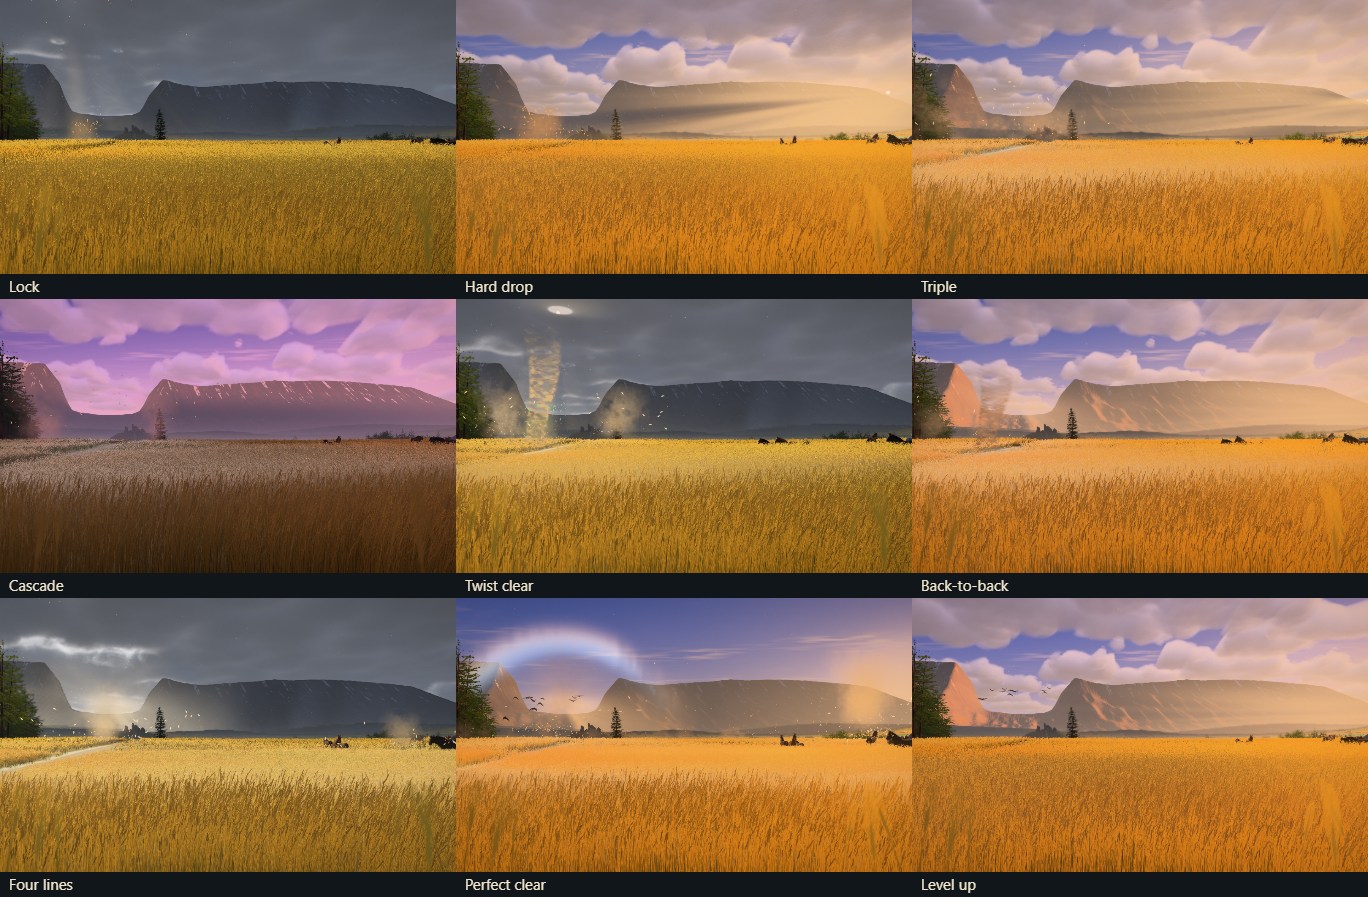 Lock
Hard drop
Triple
Cascade
Twist clear
Back-to-back
Four lines
Perfect clear
Level up